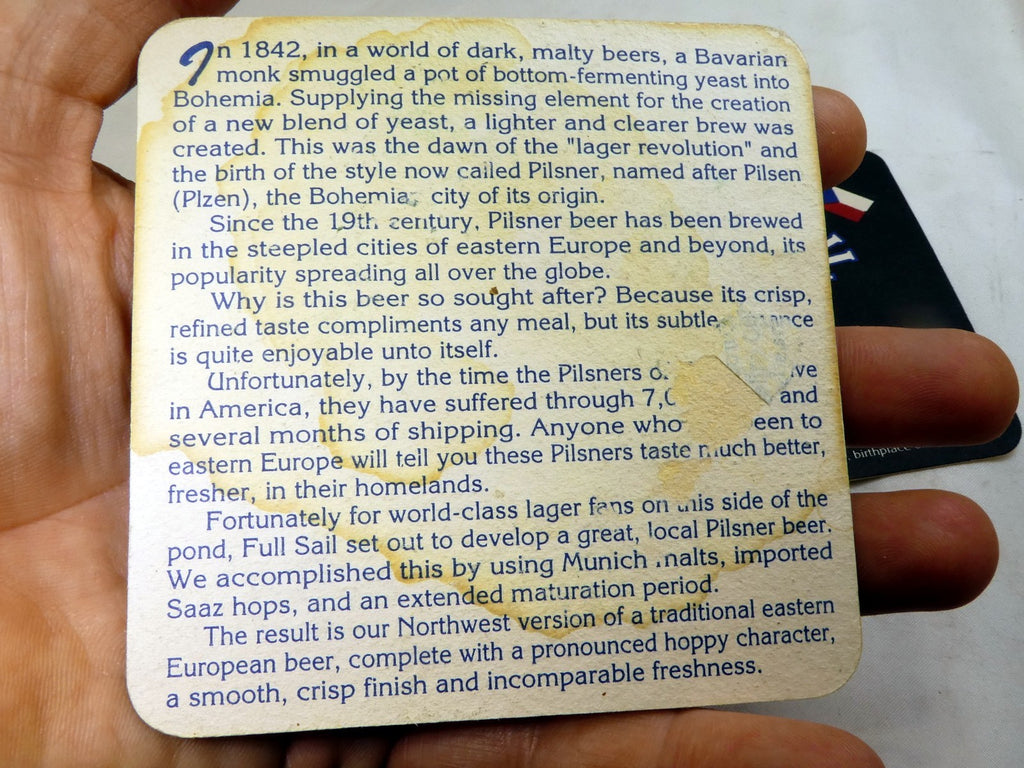 In 1842, in a world of dark, malty beers, a Bavarian
monk smuggled a pot of bottom-fermenting yeast into
Bohemia. Supplying the missing element for the creation
of a new blend of yeast, a lighter and clearer brew was
created. This was the dawn of the "lager revolution" and
the birth of the style now called Pilsner, named after Pilsen
(Plzen), the Bohemia city of its origin.
Since the 19th century, Pilsner beer has been brewed
in the steepled cities of eastern Europe and beyond, its
popularity spreading all over the globe.
Why is this beer so sought after? Because its crisp,
refined taste compliments any meal, but its subtle
is quite enjoyable unto itself.
Unfortunately, by the time the Pilsners
in America, they have suffered through and
several months of shipping. Anyone who to
eastern Europe will tell you these Pilsners taste much better,
fresher, in their homelands.
Fortunately for world-class lager fans on this side of the
pond, Full Sail set out to develop a great, local Pilsner beer.
We accomplished this by using Munich malts, imported
Saaz hops, and an extended maturation period.
The result is our Northwest version of a traditional eastern
European beer, complete with a pronounced hoppy character,
a smooth, crisp finish and incomparable freshness.
birthplace